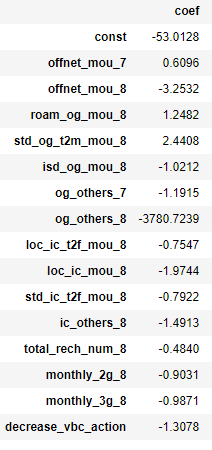 coef
const -53.0128
offnet_mou_7 0.6096
offnet_mou_8 -3.2532
roam_og_mou_8 1.2482
std_og_t2m_mou_8 2.4408
isd_og_mou_8 -1.0212
og_others_7 -1.1915
og_others_8 -3780.7239
loc_ic_t2f_mou_8 -0.7547
loc_ic_mou_8 -1.9744
std_ic_t2f_mou_8 -0.7922
ic_others_8 -1.4913
total_rech_num_8 -0.4840
monthly_2g_8 -0.9031
monthly_3g_8 -0.9871
decrease_vbc_action -1.3078